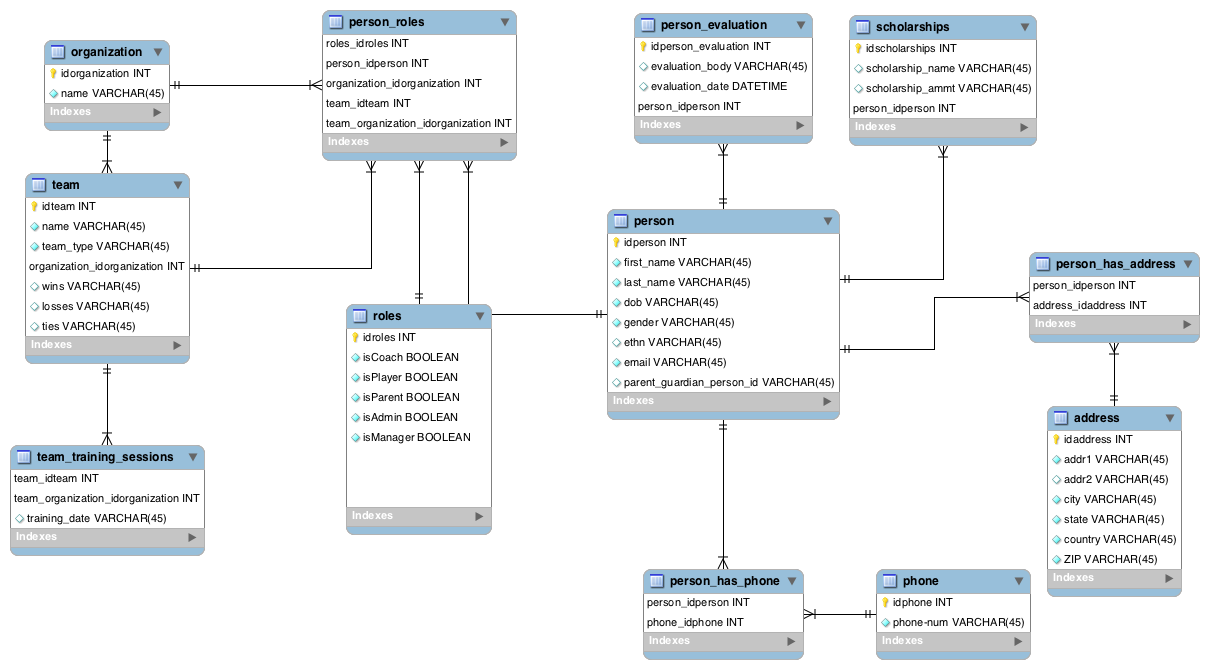 organization
idorganization INT
name VARCHAR(45)
Indexes
person_roles
roles_idroles INT
person_idperson INT
organization_idorganization INT
team_idteam INT
team_organization_idorganization INT
Indexes
person_evaluation
idperson_evaluation INT
evaluation_body VARCHAR(45)
evaluation_date DATETIME
person_idperson INT
Indexes
scholarships
idscholarships INT
scholarship_name VARCHAR(45)
scholarship_ammt VARCHAR(45)
person_idperson INT
Indexes
team
idteam INT
name VARCHAR(45)
team_type VARCHAR(45)
organization_idorganization INT
wins VARCHAR(45)
losses VARCHAR(45)
ties VARCHAR(45)
Indexes
person
idperson INT
first_name VARCHAR(45)
last_name VARCHAR(45)
dob VARCHAR(45)
gender VARCHAR(45)
ethn VARCHAR(45)
email VARCHAR(45)
parent_guardian_person_id VARCHAR(45)
Indexes
person_has_address
person_idperson INT
address_idaddress INT
Indexes
roles
idroles INT
isCoach BOOLEAN
isPlayer BOOLEAN
isParent BOOLEAN
isAdmin BOOLEAN
isManager BOOLEAN
Indexes
address
idaddress INT
addr1 VARCHAR(45)
addr2 VARCHAR(45)
city VARCHAR(45)
state VARCHAR(45)
country VARCHAR(45)
ZIP VARCHAR(45)
Indexes
team_training_sessions
team_idteam INT
team_organization_idorganization INT
training_date VARCHAR(45)
Indexes
person_has_phone
person_idperson INT
phone_idphone INT
Indexes
phone
idphone INT
phone-num VARCHAR(45)
Indexes